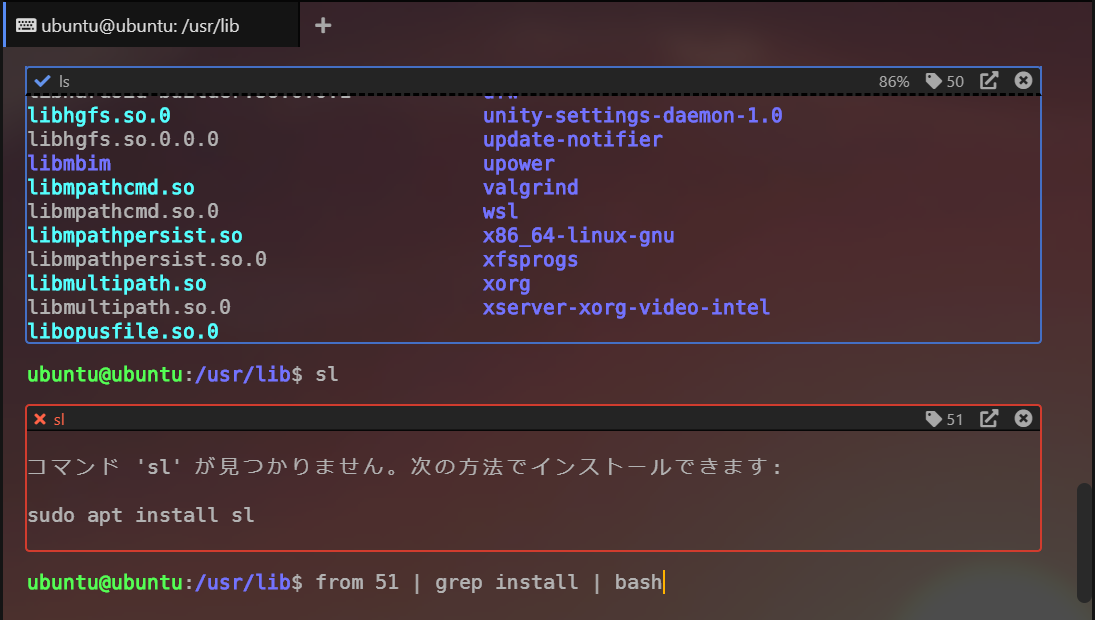 ubuntu@ubuntu: /usr/lib
ls 86% 50
libhgfs.so.0 unity-settings-daemon-1.0
libhgfs.so.0.0.0 update-notifier
libmbim upower
libmpathcmd.so valgrind
libmpathcmd.so.0 wsl
libmpathpersist.so x86_64-linux-gnu
libmpathpersist.so.0 xfsprogs
libmultipath.so xorg
libmultipath.so.0 xserver-xorg-video-intel
libopusfile.so.0
ubuntu@ubuntu:/usr/lib$ sl
sl 51
コマンド 'sl' が見つかりません。次の方法でインストールできます:
sudo apt install sl
ubuntu@ubuntu:/usr/lib$ from 51 | grep install | bash